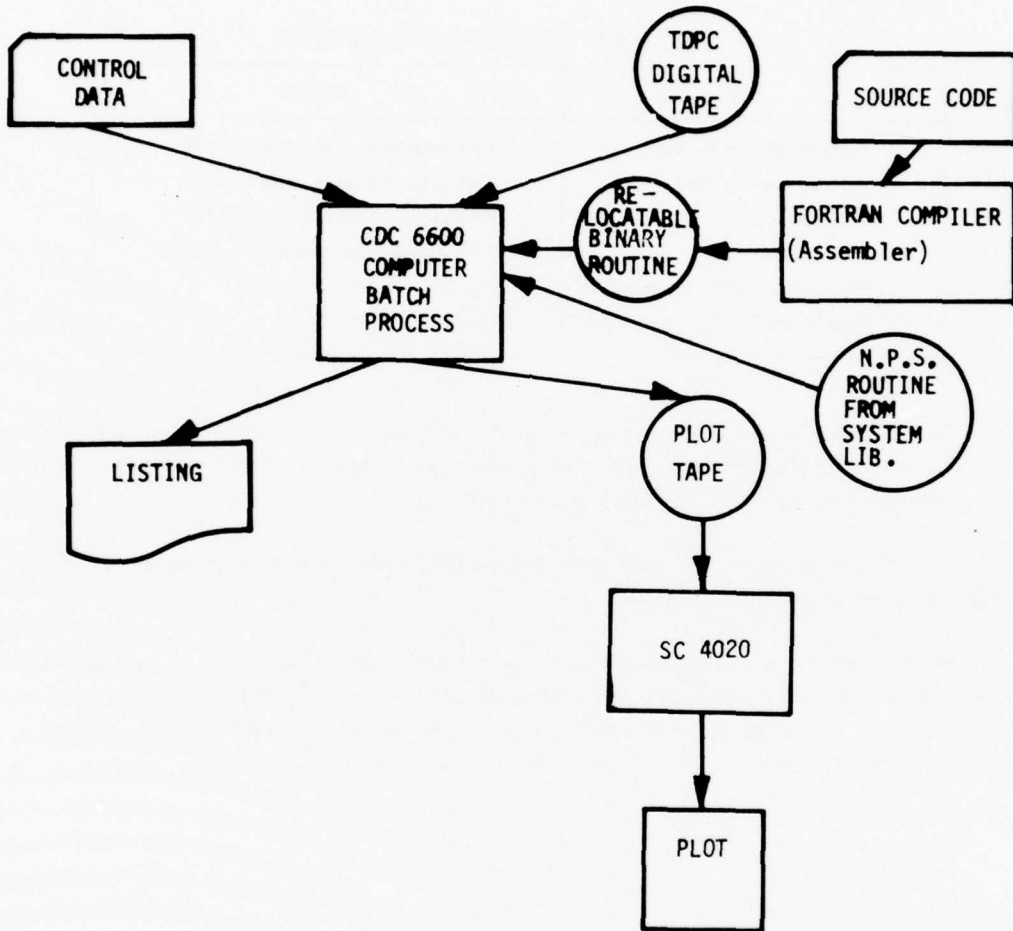 CONTROL
DATA
TDPC
DIGITAL
TAPE
SOURCE CODE
CDC 6600
COMPUTER
BATCH
PROCESS
RE-
LOCATABLE
BINARY
ROUTINE
FORTRAN COMPILER
(Assembler)
N.P.S.
ROUTINE
FROM
SYSTEM
LIB.
LISTING
PLOT
TAPE
SC 4020
PLOT